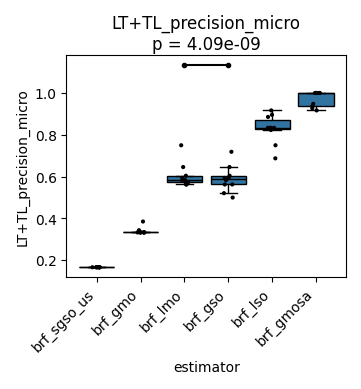 LT+TL_precision_micro
p = 4.09e-09
LT+TL_precision_micro
1.0
0.8
0.6
0.4
0.2
brf_sgso_us
brf_gmo
brf_lmo
brf_gso
brf_lso
brf_gmosa
estimator